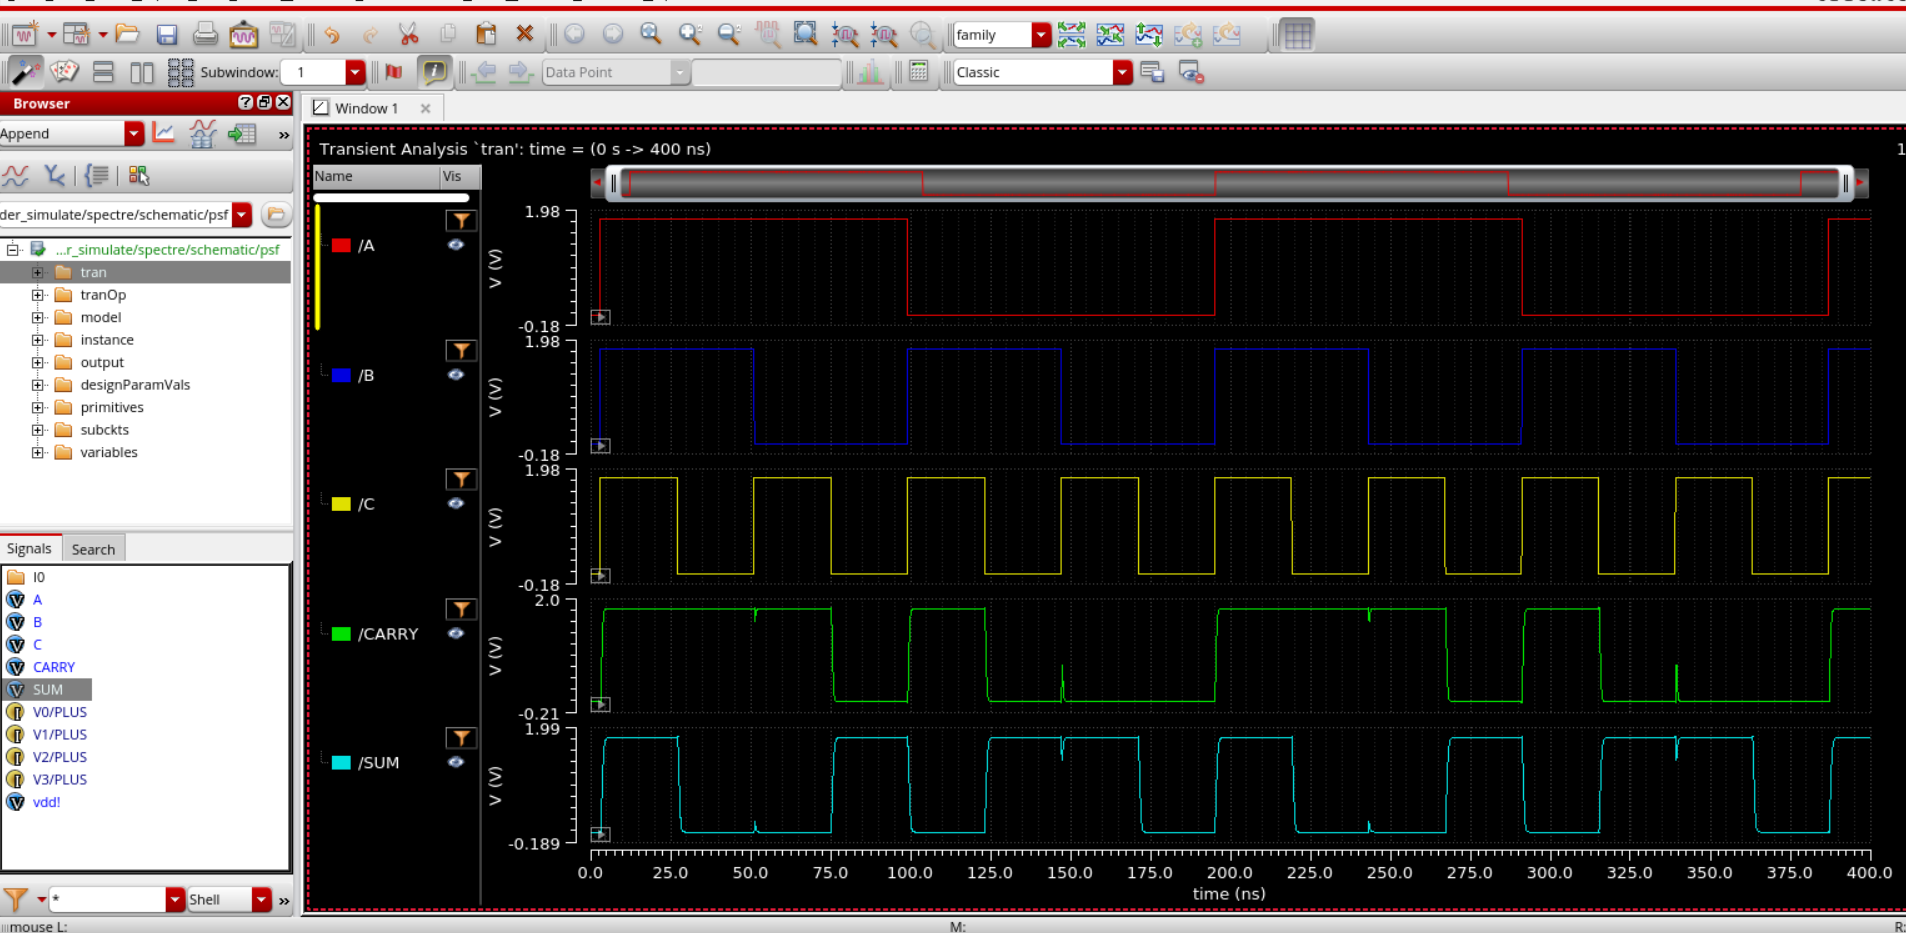 family
Subwindow: 1
Data Point
Classic
Browser
Window 1
Append
Transient Analysis `tran': time = (0 s -> 400 ns)
1
Name Vis
der_simulate/spectre/schematic/psf
...r_simulate/spectre/schematic/psf
tran
tranOp
model
instance
output
designParamVals
primitives
subckts
variables
Signals Search
I0
A
B
C
CARRY
SUM
V0/PLUS
V1/PLUS
V2/PLUS
V3/PLUS
vdd!
* Shell
/A
1.98
V (V)
-0.18
/B
1.98
V (V)
-0.18
/C
1.98
V (V)
-0.18
/CARRY
2.0
V (V)
-0.21
/SUM
1.99
V (V)
-0.189
0.0 25.0 50.0 75.0 100.0 125.0 150.0 175.0 200.0 225.0 250.0 275.0 300.0 325.0 350.0 375.0 400.0
time (ns)
mouse L: M: R: